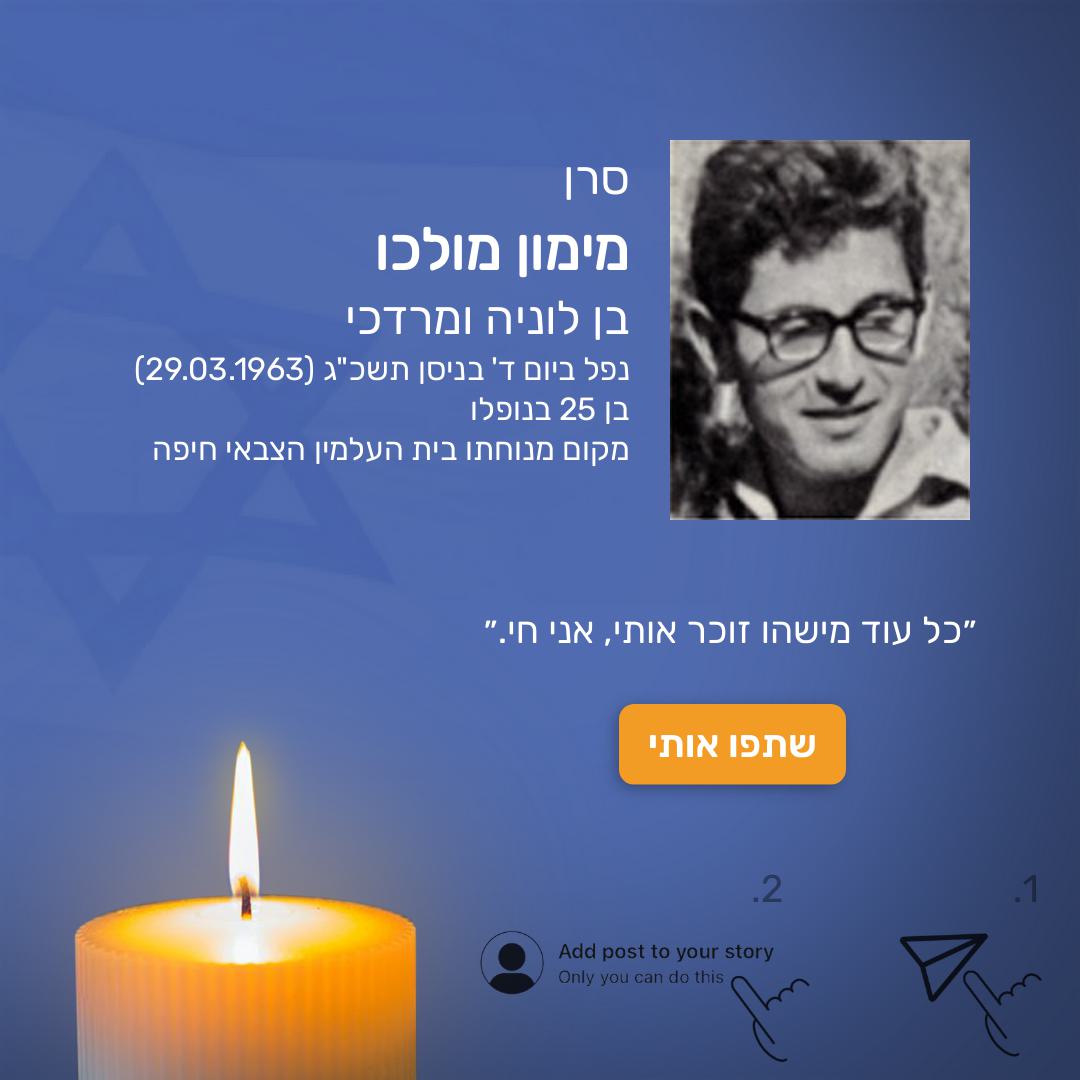 סרן
מימון מולכו
בן לוניה ומרדכי
נפל ביום ד' בניסן תשכ"ג (29.03.1963)
בן 25 בנופלו
מקום מנוחתו בית העלמין הצבאי חיפה
״כל עוד מישהו זוכר אותי, אני חי.״
שתפו אותי
1.
2.
Add post to your story
Only you can do this